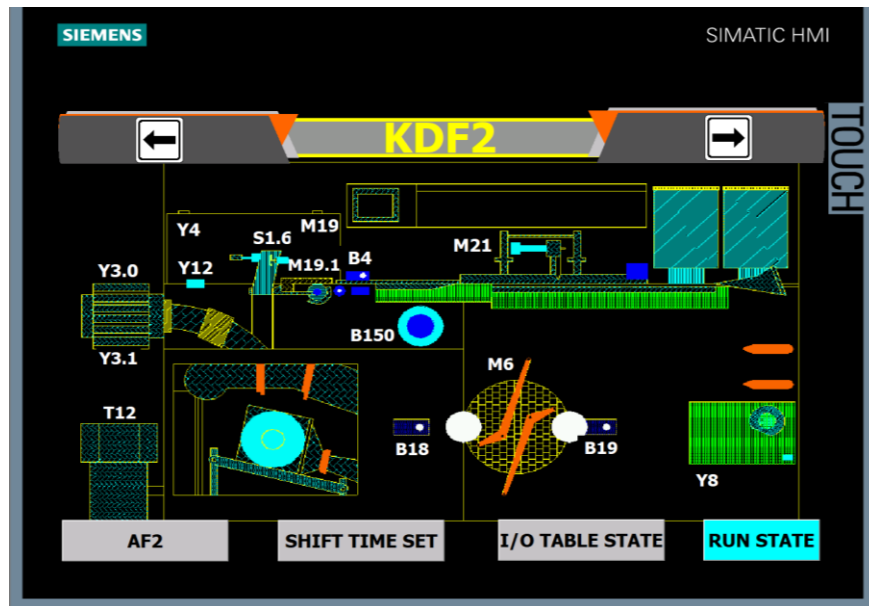 SIEMENS
SIMATIC HMI
TOUCH
KDF2
Y4
M19
S1.6
M21
B4
Y3.0
Y12
M19.1
B150
Y3.1
M6
T12
B18
B19
Y8
AF2
SHIFT TIME SET
I/O TABLE STATE
RUN STATE